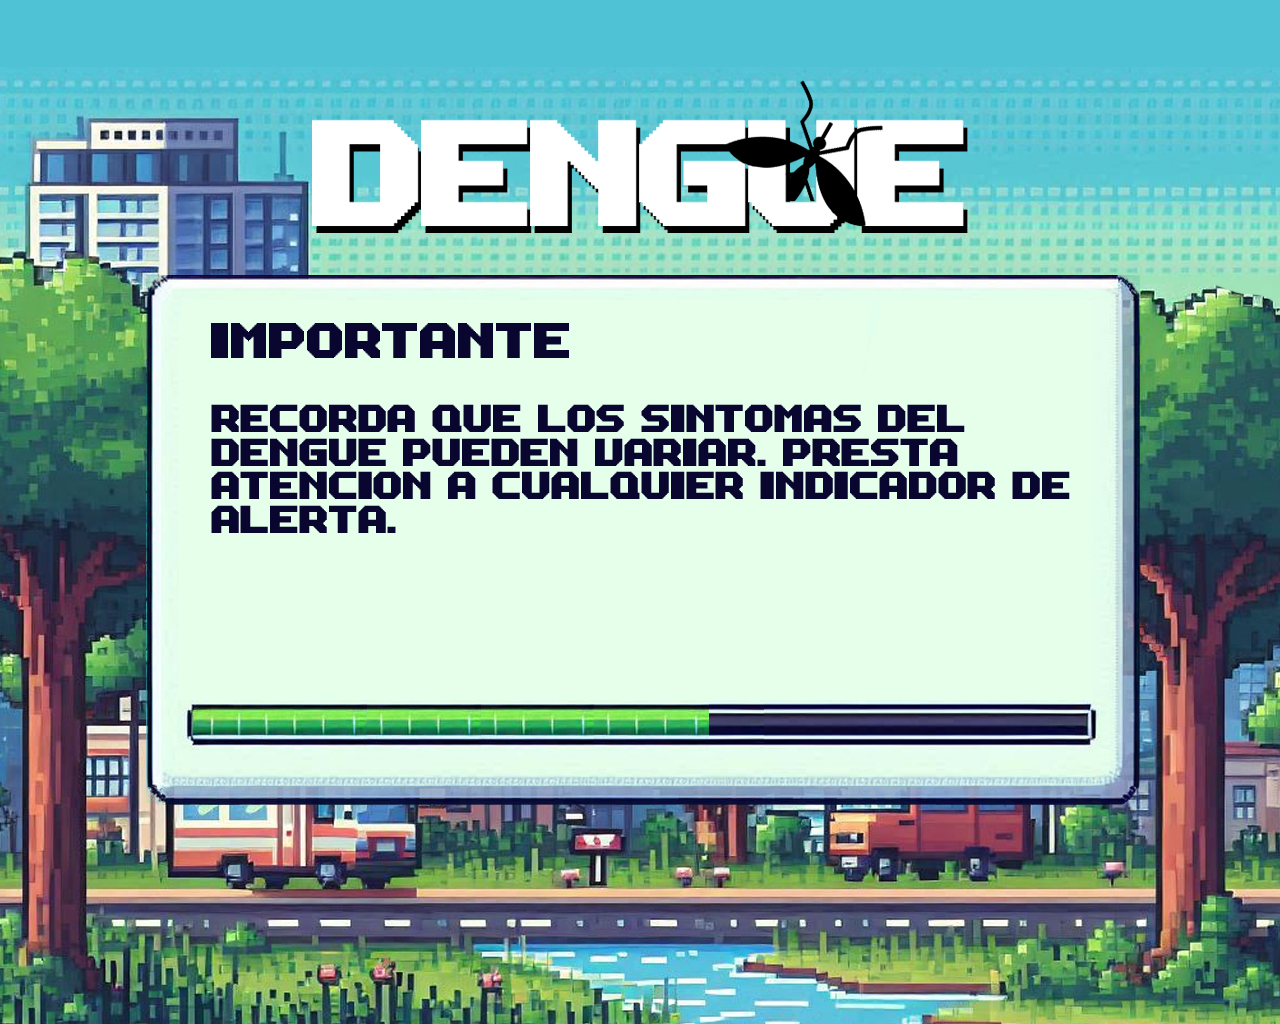 DENGUE
IMPORTANTE
RECORDA QUE LOS SINTOMAS DEL
DENGUE PUEDEN VARIAR. PRESTA
ATENCION A CUALQUIER INDICADOR DE
ALERTA.